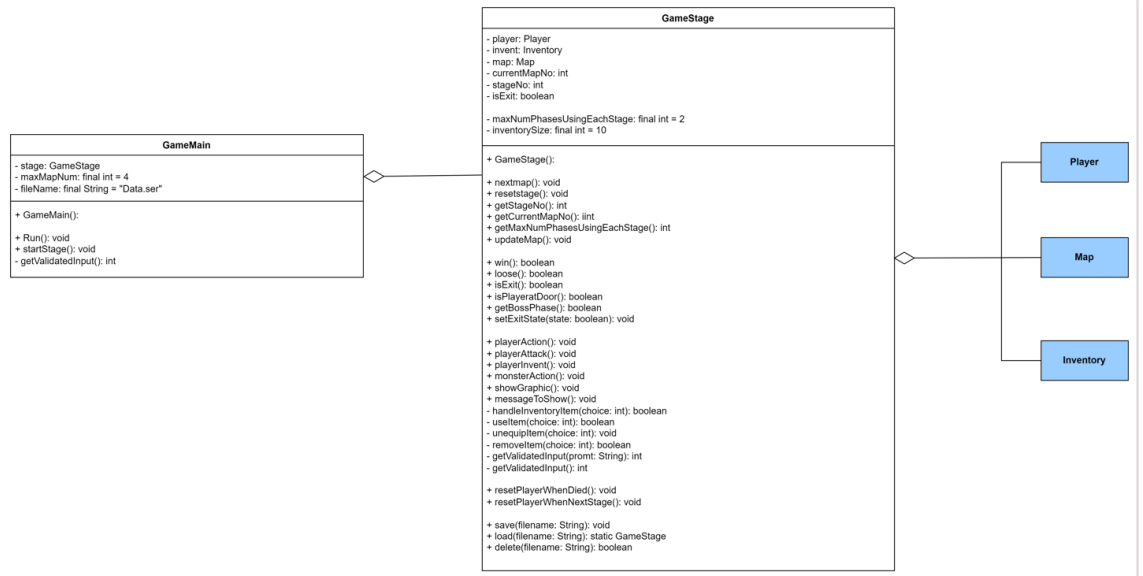 GameMain
- stage: GameStage
- maxMapNum: final int = 4
- fileName: final String = "Data.ser"
+ GameMain():
+ Run(): void
+ startStage(): void
- getValidatedInput(): int
GameStage
- player: Player
- invent: Inventory
- map: Map
- currentMapNo: int
- stageNo: int
- isExit: boolean
- maxNumPhasesUsingEachStage: final int = 2
- inventorySize: final int = 10
+ GameStage():
+ nextmap(): void
+ resetstage(): void
+ getStageNo(): int
+ getCurrentMapNo(): iint
+ getMaxNumPhasesUsingEachStage(): int
+ updateMap(): void
+ win(): boolean
+ loose(): boolean
+ isExit(): boolean
+ isPlayeratDoor(): boolean
+ getBossPhase(): boolean
+ setExitState(state: boolean): void
+ playerAction(): void
+ playerAttack(): void
+ playerInvent(): void
+ monsterAction(): void
+ showGraphic(): void
+ messageToShow(): void
- handleInventoryItem(choice: int): boolean
- useItem(choice: int): boolean
- unequipItem(choice: int): void
- removeItem(choice: int): boolean
- getValidatedInput(promt: String): int
- getValidatedInput(): int
+ resetPlayerWhenDied(): void
+ resetPlayerWhenNextStage(): void
+ save(filename: String): void
+ load(filename: String): static GameStage
+ delete(filename: String): boolean
Player
Map
Inventory